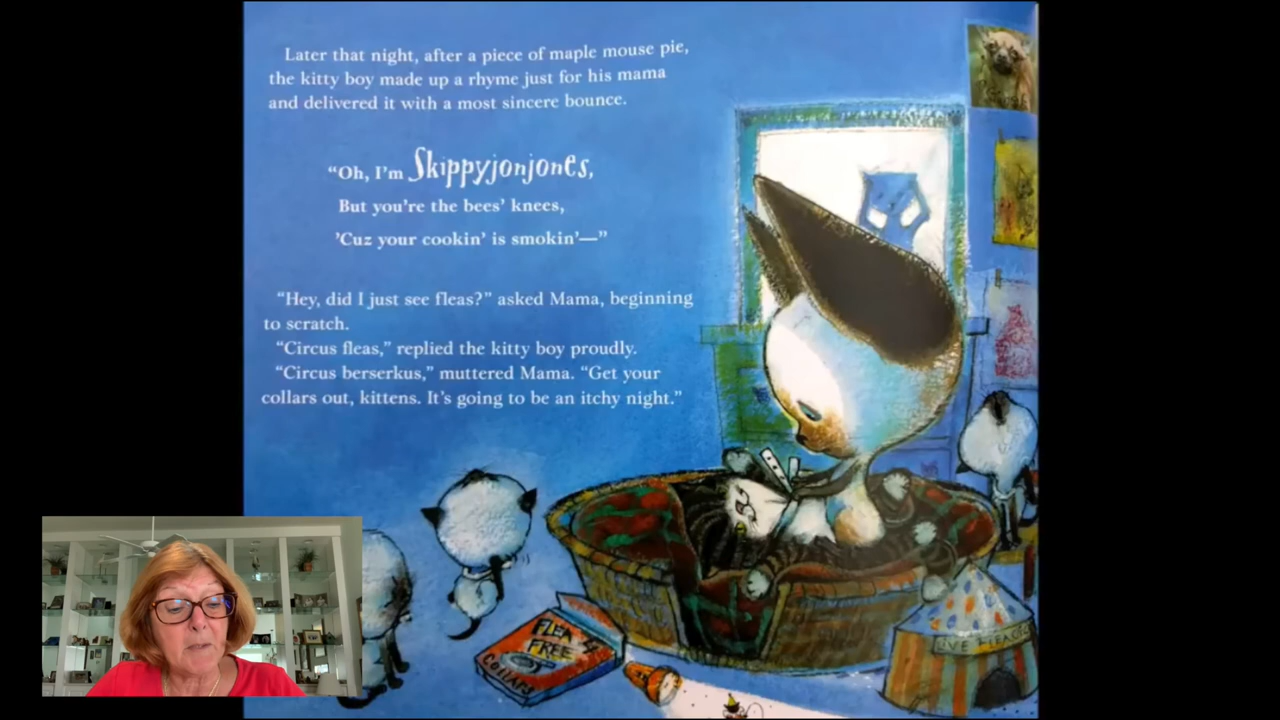 Later that night, after a piece of maple mouse pie,
the kitty boy made up a rhyme just for his mama
and delivered it with a most sincere bounce.
“Oh, I’m Skippyjonjones,
But you’re the bees’ knees,
’Cuz your cookin’ is smokin’—”
“Hey, did I just see fleas?” asked Mama, beginning
to scratch.
“Circus fleas,” replied the kitty boy proudly.
“Circus berserkus,” muttered Mama. “Get your
collars out, kittens. It’s going to be an itchy night.”
FLEA
FREE
COLLARS